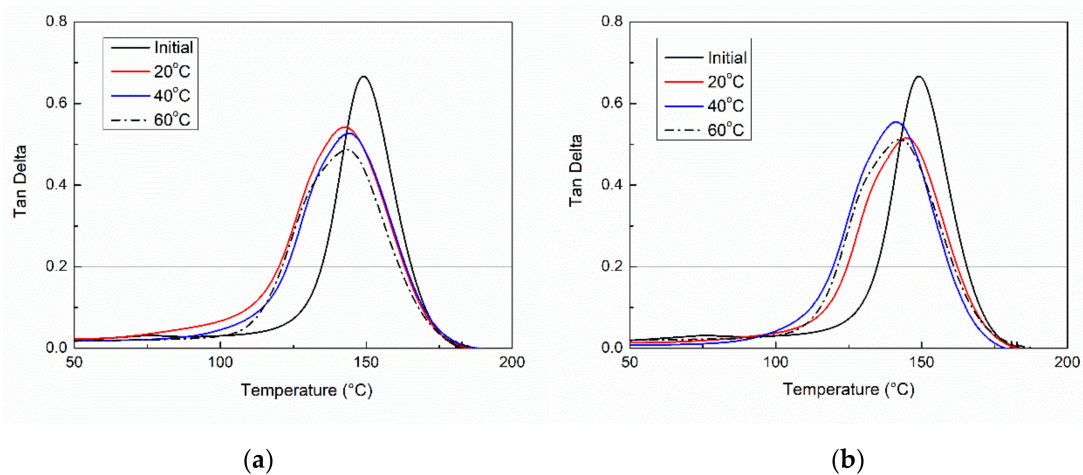 0.8
0.6
0.4
0.2
0.0
Tan Delta
Initial
20°C
40°C
60°C
50
100
150
200
Temperature (°C)
(a)
0.8
0.6
0.4
0.2
0.0
Tan Delta
Initial
20°C
40°C
60°C
50
100
150
200
Temperature (°C)
(b)